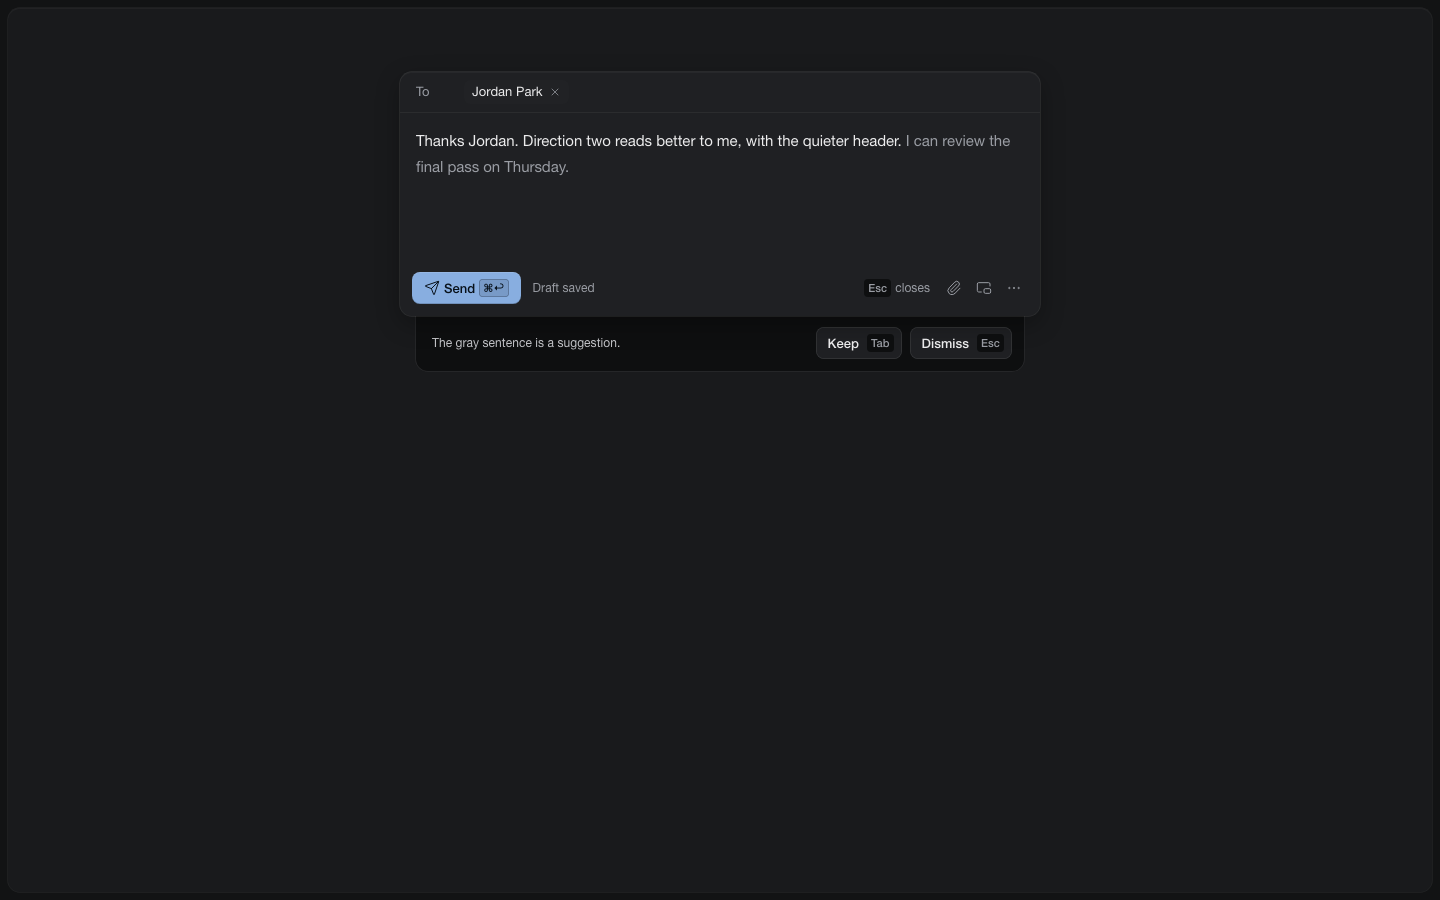 To Jordan Park
Thanks Jordan. Direction two reads better to me, with the quieter header. I can review the
final pass on Thursday.
Send ⌘↩ Draft saved Esc closes
The gray sentence is a suggestion. Keep Tab Dismiss Esc